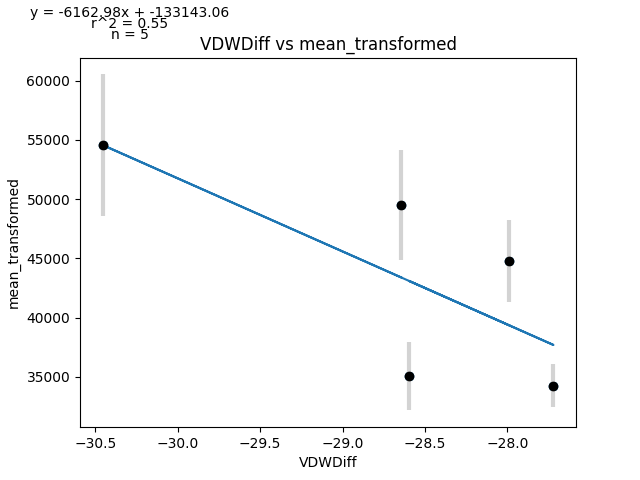 y = -6162.98x + -133143.06
r^2 = 0.55
n = 5
VDWDiff vs mean_transformed
mean_transformed
60000
55000
50000
45000
40000
35000
−30.5 −30.0 −29.5 −29.0 −28.5 −28.0
VDWDiff